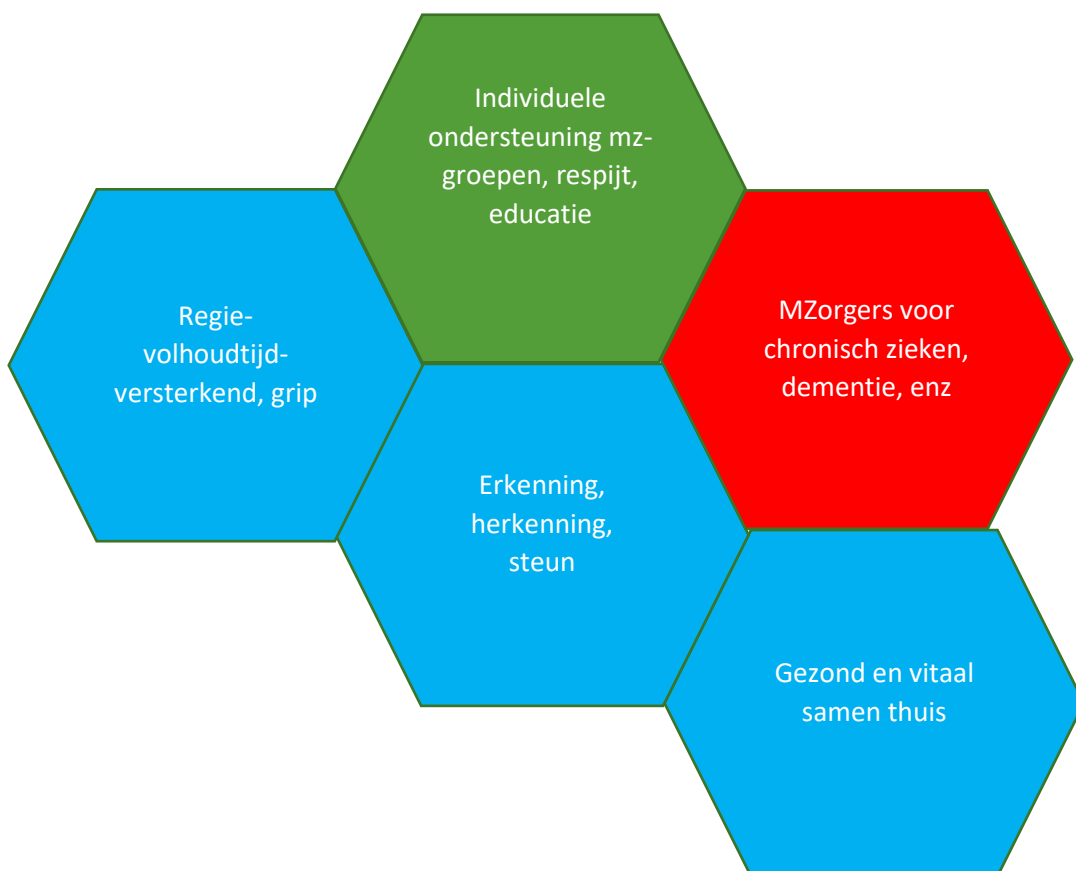 Individuele
ondersteuning mz-
groepen, respijt,
educatie
Regie-
volhoudtijd-
versterkend, grip
MZorgers voor
chronisch zieken,
dementie, enz
Erkenning,
herkenning,
steun
Gezond en vitaal
samen thuis